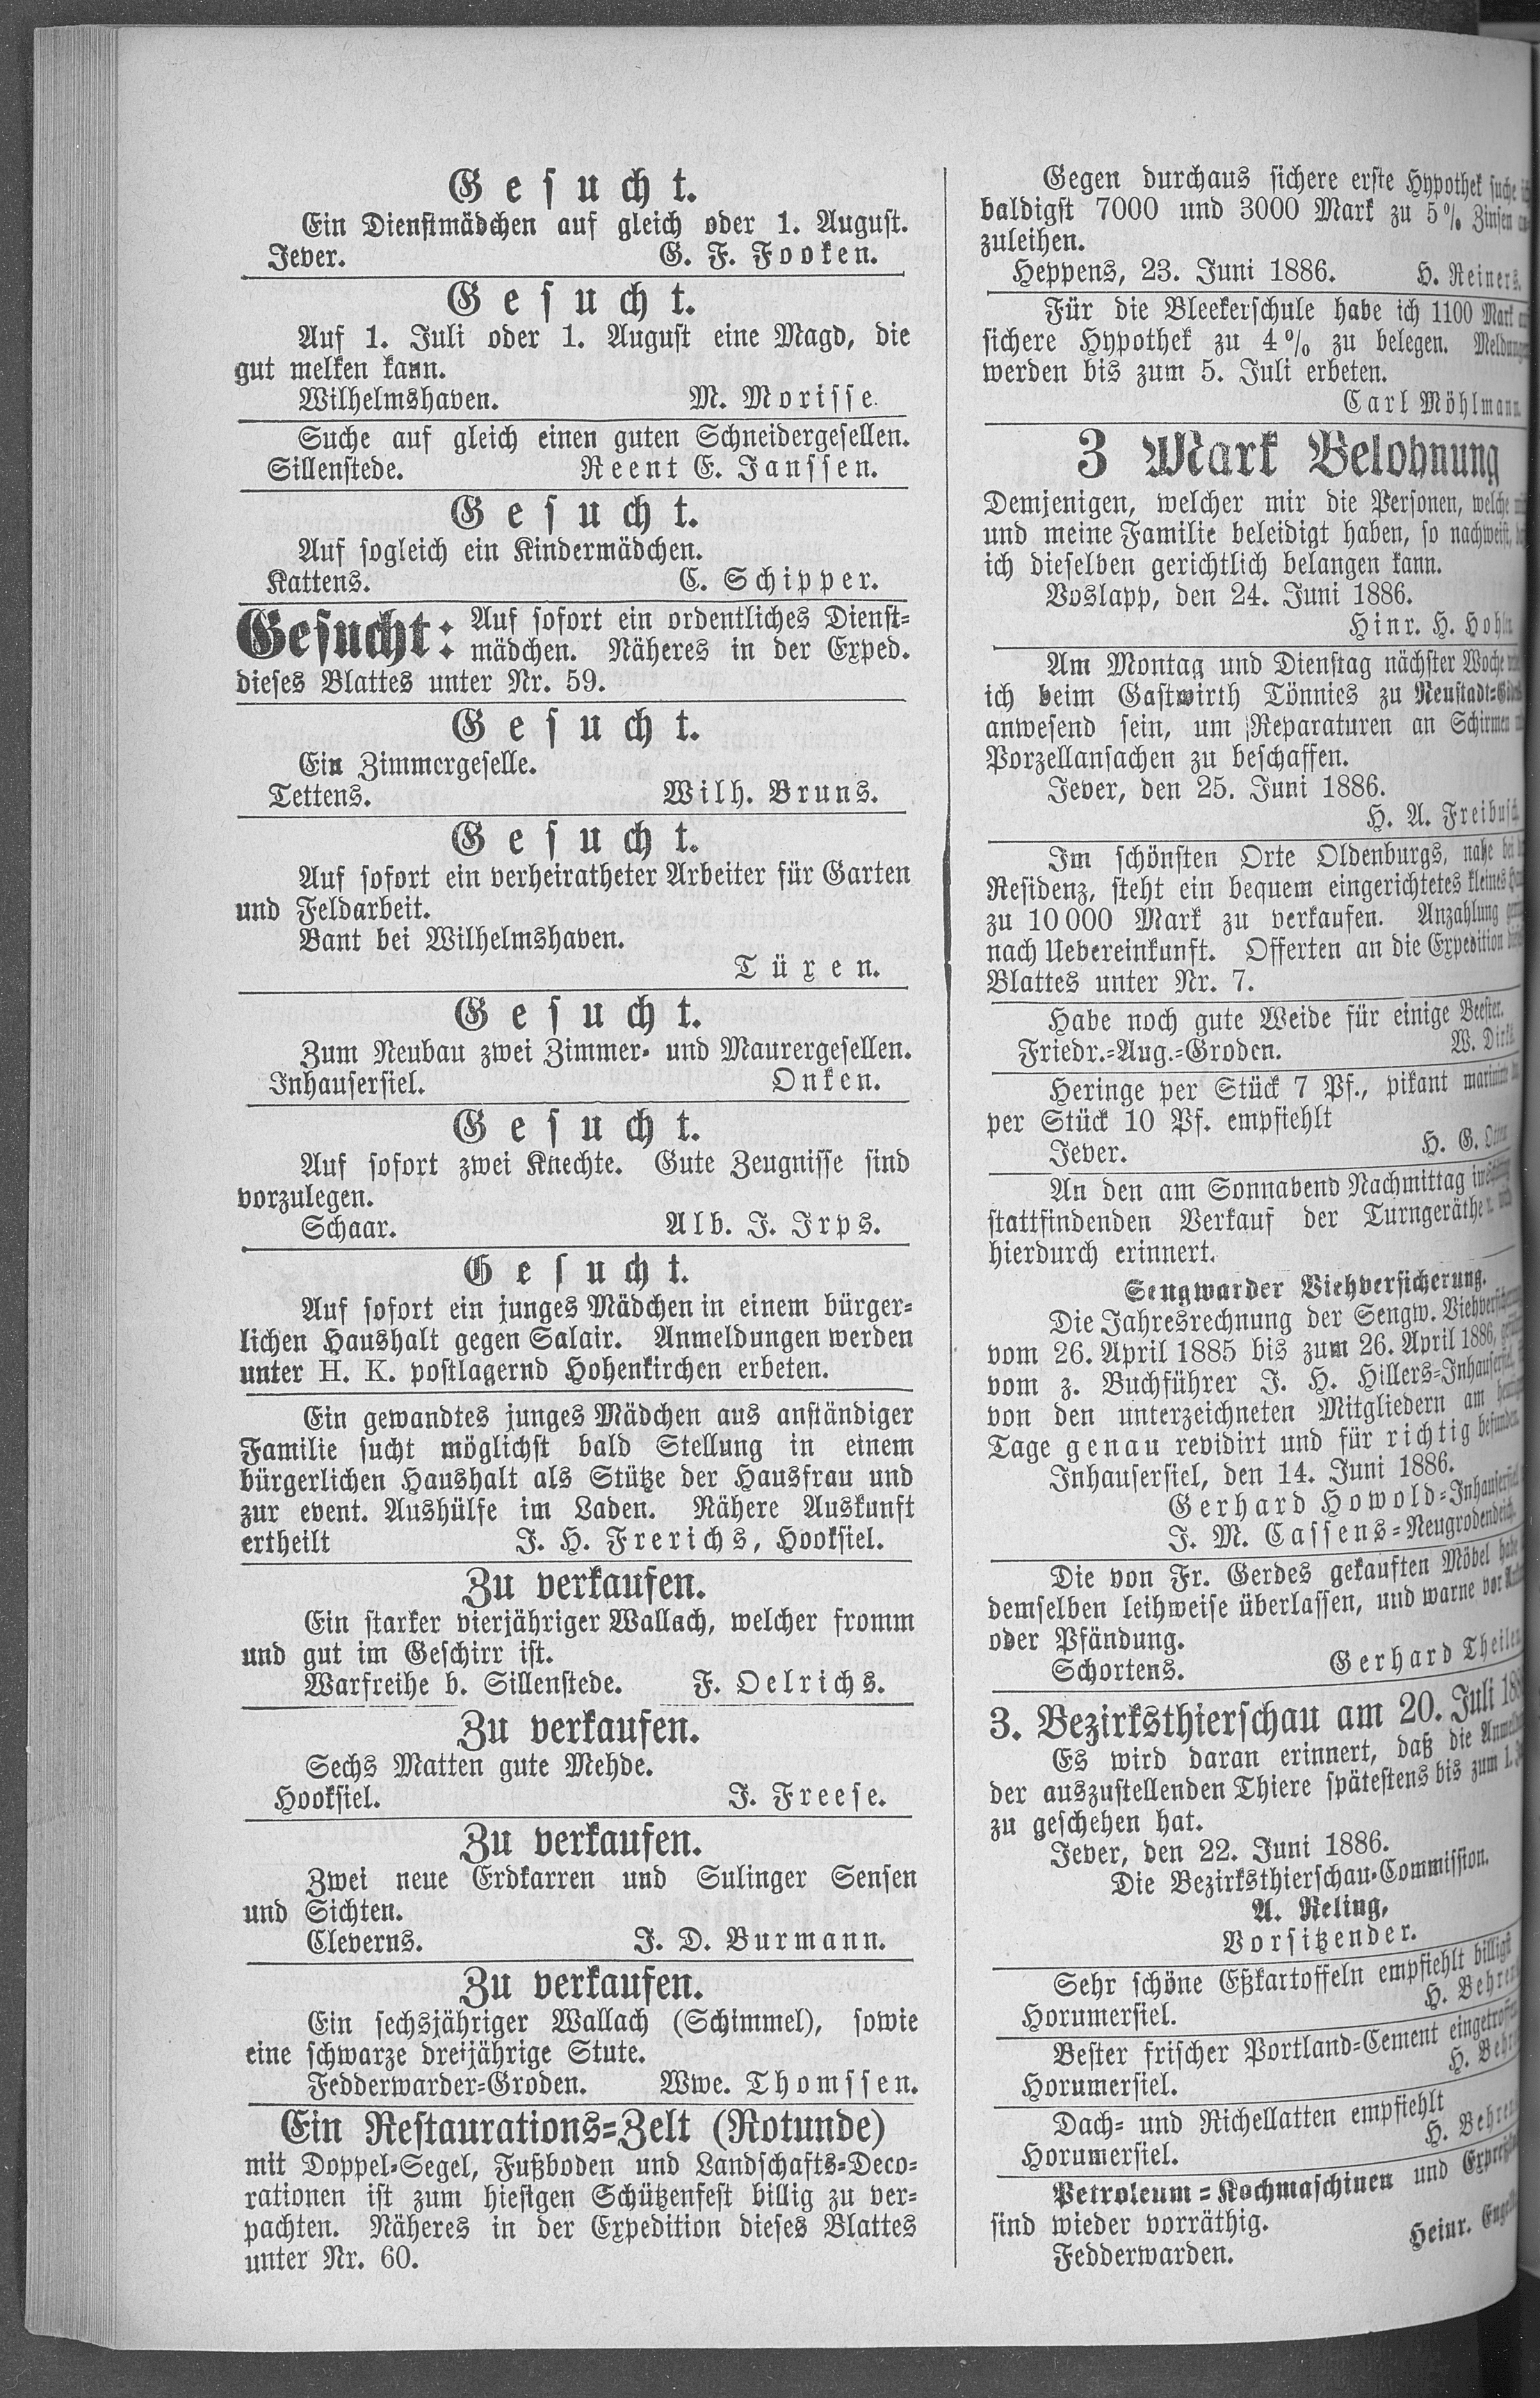 Gesucht.
Ein Dienstmädchen auf gleich oder 1. August.
Jever. G. F. Fooken.
Gesucht.
Auf 1. Juli oder 1. August eine Magd, die
gut melken kann.
Wilhelmshaven. M. Morisse.
Suche auf gleich einen guten Schneidergesellen.
Sillenstede. Reent E. Janssen.
Gesucht.
Auf sogleich ein Kindermädchen.
Kattens. C. Schipper.
Gesucht: Auf sofort ein ordentliches Dienst-
mädchen. Näheres in der Exped.
dieses Blattes unter Nr. 59.
Gesucht.
Ein Zimmergeselle.
Tettens. Wilh. Bruns.
Gesucht.
Auf sofort ein verheiratheter Arbeiter für Garten
und Feldarbeit.
Bant bei Wilhelmshaven.
Türen.
Gesucht.
Zum Neubau zwei Zimmer- und Maurergesellen.
Inhausersiel. Onken.
Gesucht.
Auf sofort zwei Knechte. Gute Zeugnisse sind
vorzulegen.
Schaar. Alb. J. Irps.
Gesucht.
Auf sofort ein junges Mädchen in einem bürger-
lichen Haushalt gegen Salair. Anmeldungen werden
unter H. K. postlagernd Hohenkirchen erbeten.
Ein gewandtes junges Mädchen aus anständiger
Familie sucht möglichst bald Stellung in einem
bürgerlichen Haushalt als Stütze der Hausfrau und
zur event. Aushülfe im Laden. Nähere Auskunft
ertheilt J. H. Frerichs, Hooksiel.
Zu verkaufen.
Ein starker vierjähriger Wallach, welcher fromm
und gut im Geschirr ist.
Warfreihe b. Sillenstede. F. Oelrichs.
Zu verkaufen.
Sechs Matten gute Mehde.
Hooksiel. J. Freese.
Zu verkaufen.
Zwei neue Erdkarren und Sulinger Sensen
und Sichten.
Cleverns. J. D. Burmann.
Zu verkaufen.
Ein sechsjähriger Wallach (Schimmel), sowie
eine schwarze dreijährige Stute.
Fedderwarder-Groden. Wwe. Thomssen.
Ein Restaurations-Zelt (Rotunde)
mit Doppel-Segel, Fußboden und Landschafts-Deco-
rationen ist zum hiesigen Schützenfest billig zu ver-
pachten. Näheres in der Expedition dieses Blattes
unter Nr. 60.
Gegen durchaus sichere erste Hypothek suche
baldigst 7000 und 3000 Mark zu 5% Zinsen
zuleihen.
Heppens, 23. Juni 1886. H. Reiners.
Für die Bleekerschule habe ich 1100 Mark
sichere Hypothek zu 4% zu belegen. Meldungen
werden bis zum 5. Juli erbeten.
Carl Möhlmann.
3 Mark Belohnung
Demjenigen, welcher mir die Personen, welche
und meine Familie beleidigt haben, so nachweist,
ich dieselben gerichtlich belangen kann.
Voslapp, den 24. Juni 1886.
Hinr. H.
Am Montag und Dienstag nächster Woche
ich beim Gastwirth Tönnies zu
anwesend sein, um Reparaturen an Schirmen
Porzellansachen zu beschaffen.
Jever, den 25. Juni 1886.
H. A. Freibusch.
Im schönsten Orte Oldenburgs, nahe bei
Residenz, steht ein bequem eingerichtetes kleines
zu 10 000 Mark zu verkaufen. Anzahlung
nach Uebereinkunft. Offerten an die Expedition
Blattes unter Nr. 7.
Habe noch gute Weide für einige Beester.
Friedr.-Aug.-Groden. W.
Heringe per Stück 7 Pf., pikant
per Stück 10 Pf. empfiehlt
Jever. H. G.
An den am Sonnabend Nachmittag
stattfindenden Verkauf der Turngeräthe
hierdurch erinnert.
Sengwarder Viehversicherung.
Die Jahresrechnung der Sengw.
vom 26. April 1885 bis zum 26. April 1886,
vom z. Buchführer J. H. Hillers-Inhausersiel,
von den unterzeichneten Mitgliedern am
Tage genau revidirt und für richtig befunden.
Inhausersiel, den 14. Juni 1886.
Gerhard Howold-Inhausersiel.
J. M. Cassens-Neugrodendeich.
Die von Fr. Gerdes gekauften Möbel habe
demselben leihweise überlassen, und warne vor
oder Pfändung.
Schortens. Gerhard
3. Bezirksthierschau am 20. Juli
Es wird daran erinnert, daß die
der auszustellenden Thiere spätestens bis zum 1.
zu geschehen hat.
Jever, den 22. Juni 1886.
Die Bezirksthierschau-Commission.
A. Reling,
Vorsitzender.
Sehr schöne Eßkartoffeln empfiehlt billigst
Horumersiel. H.
Bester frischer Portland-Cement
Horumersiel. H.
Dach- und Richellatten empfiehlt
Horumersiel. H.
Petroleum-Kochmaschinen und
sind wieder vorräthig.
Fedderwarden. Heinr.